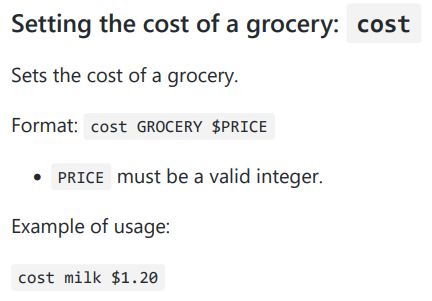 Setting the cost of a grocery: cost
Sets the cost of a grocery.
Format: cost GROCERY $PRICE
• PRICE must be a valid integer.
Example of usage:
cost milk $1.20